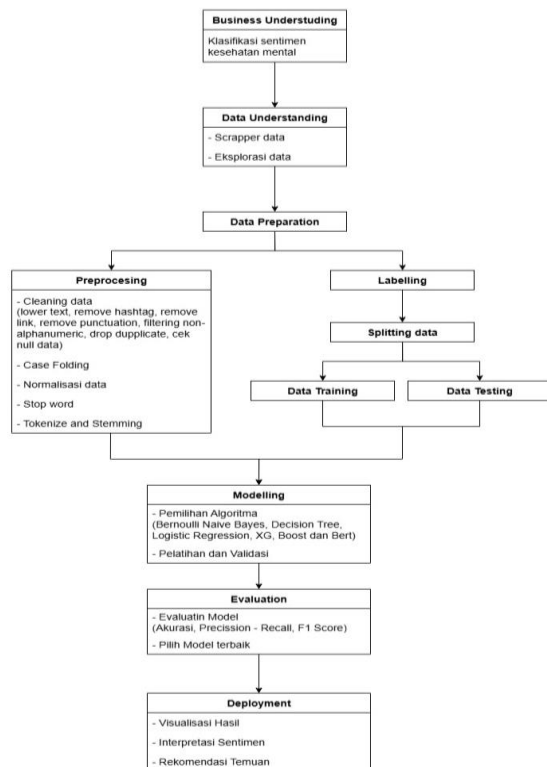 Business Understuding
Klasifikasi sentimen
kesehatan mental
Data Understanding
- Scrapper data
- Eksplorasi data
Data Preparation
Preprocesing
- Cleaning data
(lower text, remove hashtag, remove
link, remove punctuation, filtering non-
alphanumeric, drop dupplicate, cek
null data)
- Case Folding
- Normalisasi data
- Stop word
- Tokenize and Stemming
Labelling
Splitting data
Data Training
Data Testing
Modelling
- Pemilihan Algoritma
(Bernoulli Naive Bayes, Decision Tree,
Logistic Regression, XG, Boost dan Bert)
- Pelatihan dan Validasi
Evaluation
- Evaluatin Model
(Akurasi, Precission - Recall, F1 Score)
- Pilih Model terbaik
Deployment
- Visualisasi Hasil
- Interpretasi Sentimen
- Rekomendasi Temuan